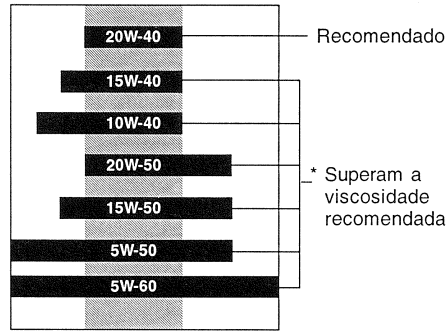 20W-40
Recomendado
15W-40
10W-40
20W-50
15W-50
5W-50
5W-60
* Superam a
viscosidade
recomendada